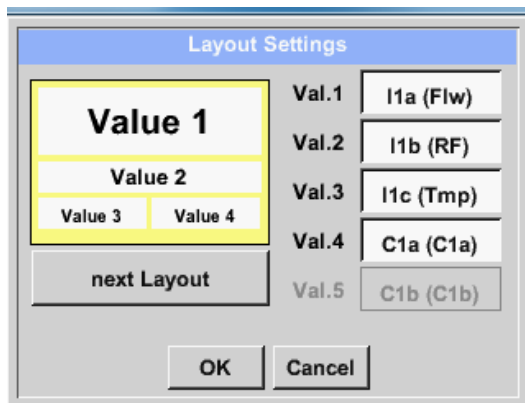 Layout Settings
Value 1
Value 2
Value 3 Value 4
next Layout
Val.1 I1a (Flw)
Val.2 I1b (RF)
Val.3 I1c (Tmp)
Val.4 C1a (C1a)
Val.5 C1b (C1b)
OK Cancel